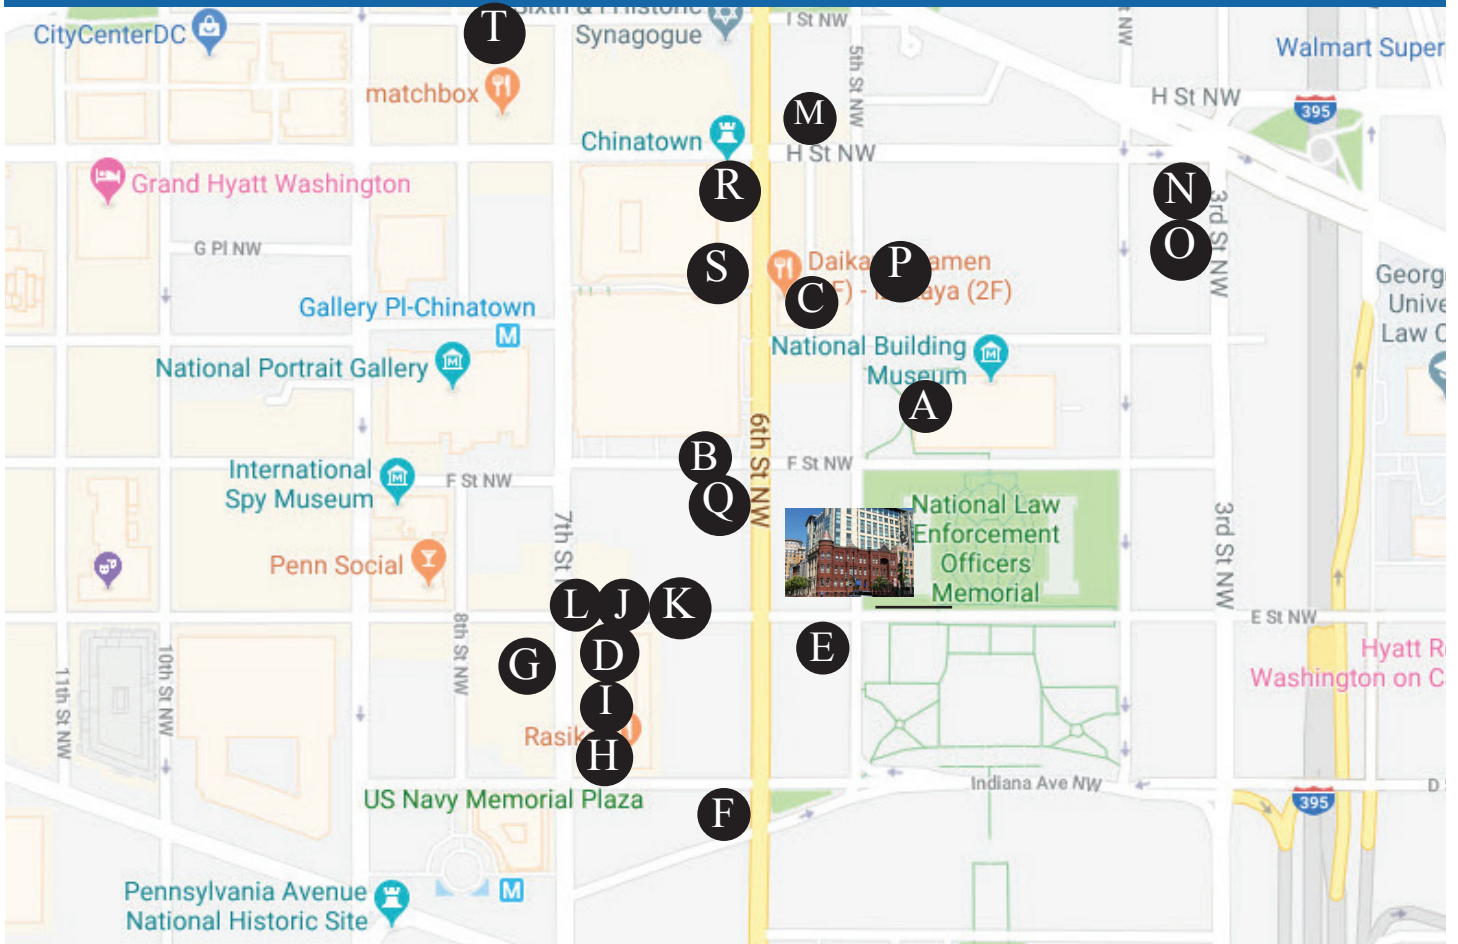 CityCenterDC
T
Sixth & I Historic
Synagogue
I St NW
5th St NW
Walmart Super
matchbox
M
H St NW
395
Chinatown
H St NW
Grand Hyatt Washington
R
N
3rd St NW
G Pl NW
S
P
O
C
(2F)
Gallery Pl-Chinatown
M
National Portrait Gallery
National Building
Museum
A
6th St NW
B
F St NW
International
Spy Museum
F St NW
Q
National Law
Enforcement
Officers
Memorial
7th St
3rd St NW
Penn Social
L
J
K
E St NW
8th St NW
G
D
E
Hyatt
Washington on
10th St NW
11th St NW
I
H
Indiana Ave NW
D
395
US Navy Memorial Plaza
F
Pennsylvania Avenue
National Historic Site
M